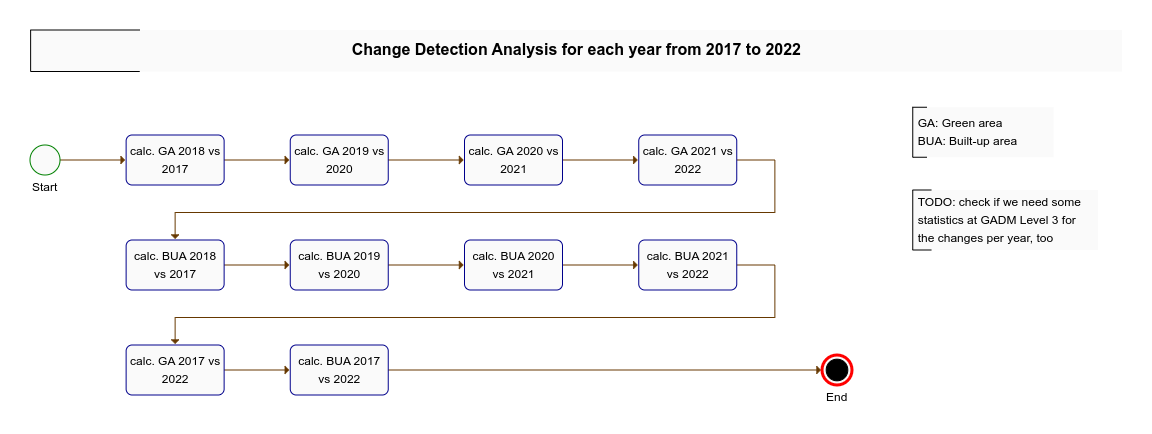 Change Detection Analysis for each year from 2017 to 2022
GA: Green area
BUA: Built-up area
calc. GA 2018 vs
2017
calc. GA 2019 vs
2020
calc. GA 2020 vs
2021
calc. GA 2021 vs
2022
Start
TODO: check if we need some
statistics at GADM Level 3 for
the changes per year, too
calc. BUA 2018
vs 2017
calc. BUA 2019
vs 2020
calc. BUA 2020
vs 2021
calc. BUA 2021
vs 2022
calc. GA 2017 vs
2022
calc. BUA 2017
vs 2022
End